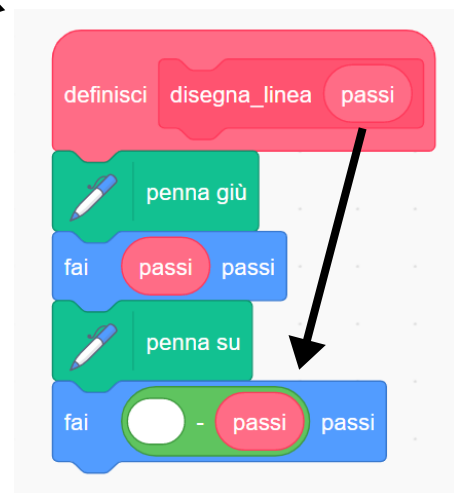 definisci disegna_linea passi
penna giù
fai passi passi
penna su
fai - passi passi